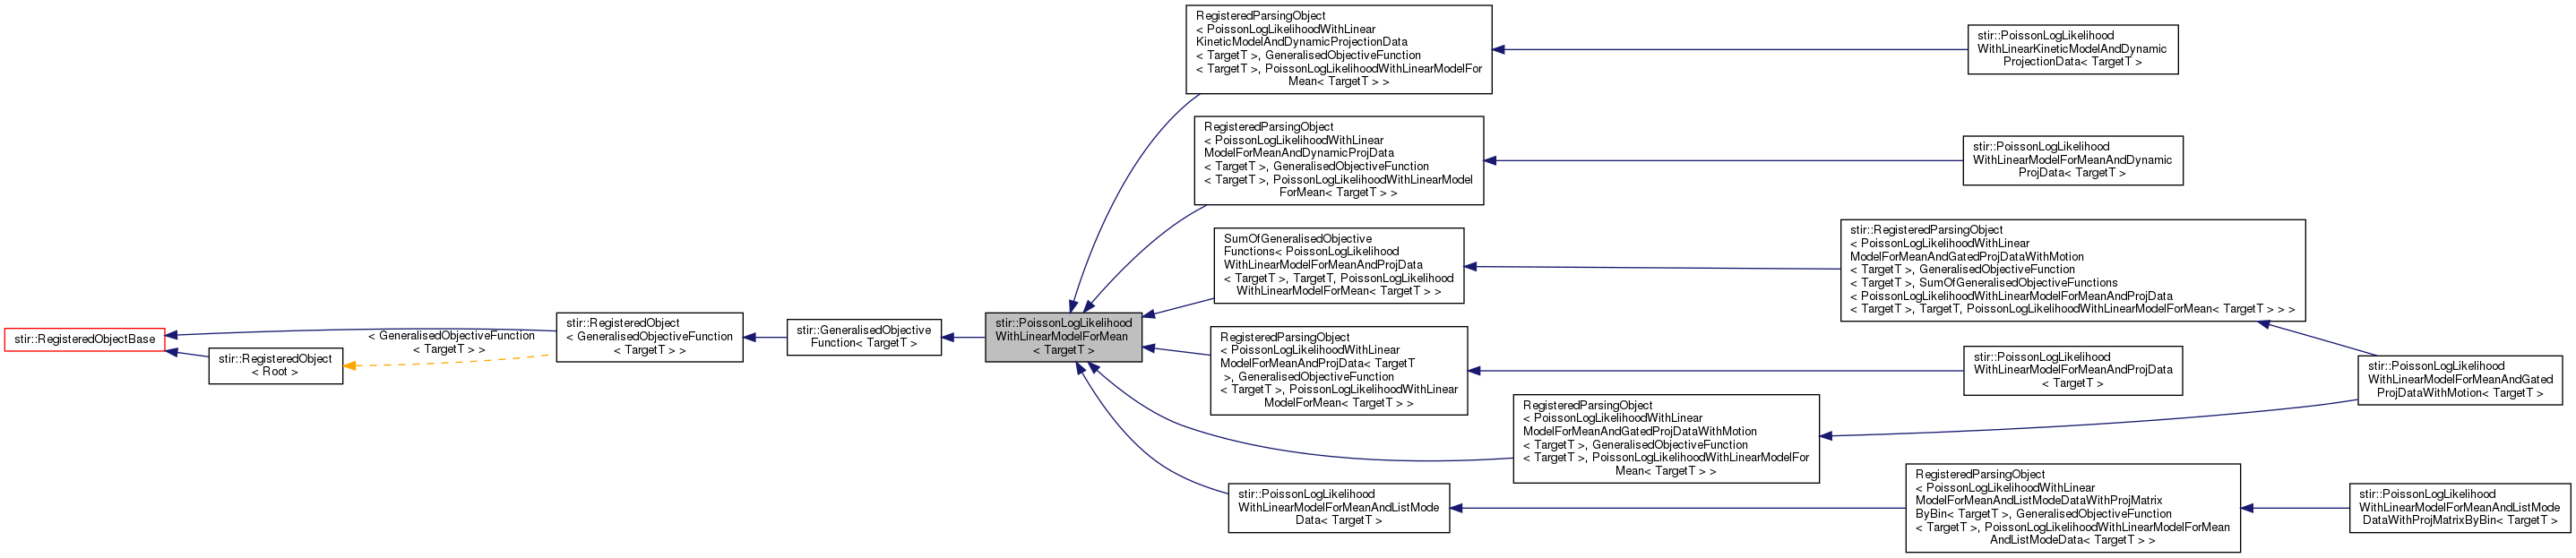 stir::RegisteredObjectBase
stir::RegisteredObject
< Root >
< GeneralisedObjectiveFunction
< TargetT > >
stir::RegisteredObject
< GeneralisedObjectiveFunction
< TargetT > >
stir::GeneralisedObjective
Function< TargetT >
stir::PoissonLogLikelihood
WithLinearModelForMean
< TargetT >
RegisteredParsingObject
< PoissonLogLikelihoodWithLinear
KineticModelAndDynamicProjectionData
< TargetT >, GeneralisedObjectiveFunction
< TargetT >, PoissonLogLikelihoodWithLinearModelFor
Mean< TargetT > >
stir::PoissonLogLikelihood
WithLinearKineticModelAndDynamic
ProjectionData< TargetT >
RegisteredParsingObject
< PoissonLogLikelihoodWithLinear
ModelForMeanAndDynamicProjData
< TargetT >, GeneralisedObjectiveFunction
< TargetT >, PoissonLogLikelihoodWithLinearModel
ForMean< TargetT > >
stir::PoissonLogLikelihood
WithLinearModelForMeanAndDynamic
ProjData< TargetT >
SumOfGeneralisedObjective
Functions< PoissonLogLikelihood
WithLinearModelForMeanAndProjData
< TargetT >, TargetT, PoissonLogLikelihood
WithLinearModelForMean< TargetT > >
stir::RegisteredParsingObject
< PoissonLogLikelihoodWithLinear
ModelForMeanAndGatedProjDataWithMotion
< TargetT >, GeneralisedObjectiveFunction
< TargetT >, SumOfGeneralisedObjectiveFunctions
< PoissonLogLikelihoodWithLinearModelForMeanAndProjData
< TargetT >, TargetT, PoissonLogLikelihoodWithLinearModelForMean< TargetT > > >
RegisteredParsingObject
< PoissonLogLikelihoodWithLinear
ModelForMeanAndProjData< TargetT
>, GeneralisedObjectiveFunction
< TargetT >, PoissonLogLikelihoodWithLinear
ModelForMean< TargetT > >
stir::PoissonLogLikelihood
WithLinearModelForMeanAndProjData
< TargetT >
stir::PoissonLogLikelihood
WithLinearModelForMeanAndGated
ProjDataWithMotion< TargetT >
RegisteredParsingObject
< PoissonLogLikelihoodWithLinear
ModelForMeanAndGatedProjDataWithMotion
< TargetT >, GeneralisedObjectiveFunction
< TargetT >, PoissonLogLikelihoodWithLinearModelFor
Mean< TargetT > >
stir::PoissonLogLikelihood
WithLinearModelForMeanAndListMode
Data< TargetT >
RegisteredParsingObject
< PoissonLogLikelihoodWithLinear
ModelForMeanAndListModeDataWithProjMatrix
ByBin< TargetT >, GeneralisedObjectiveFunction
< TargetT >, PoissonLogLikelihoodWithLinearModelForMean
AndListModeData< TargetT > >
stir::PoissonLogLikelihood
WithLinearModelForMeanAndListMode
DataWithProjMatrixByBin< TargetT >